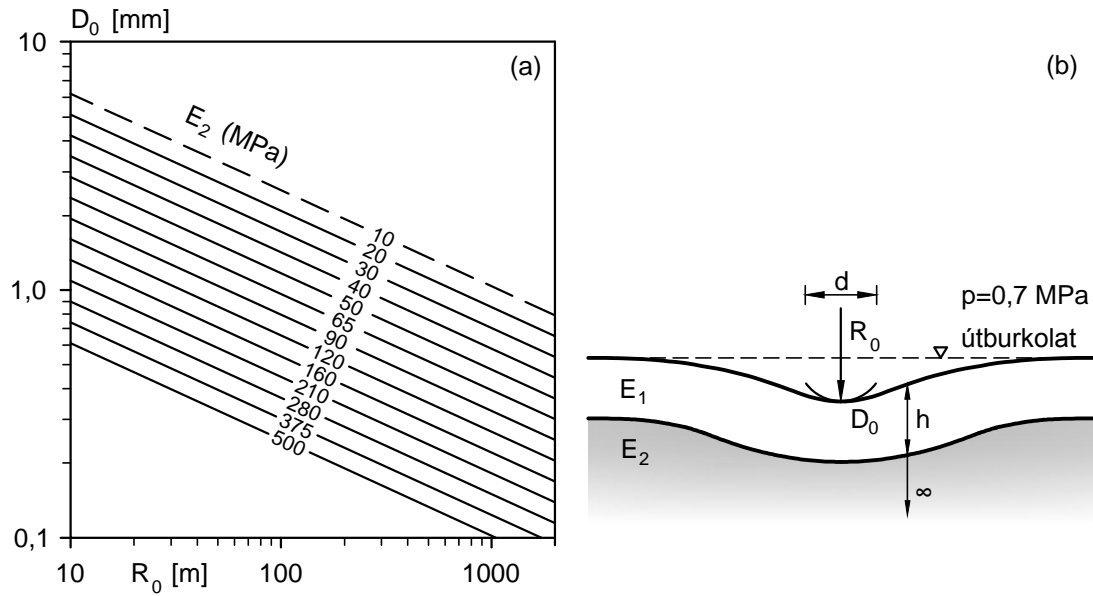 D₀ [mm]
10
1,0
0,1
10
100
1000
R₀ [m]
(a)
E₂ (MPa)
10
20
30
40
50
65
90
120
160
210
280
375
500
(b)
d
p=0,7 MPa
R₀
útburkolat
E₁
D₀
h
E₂
∞